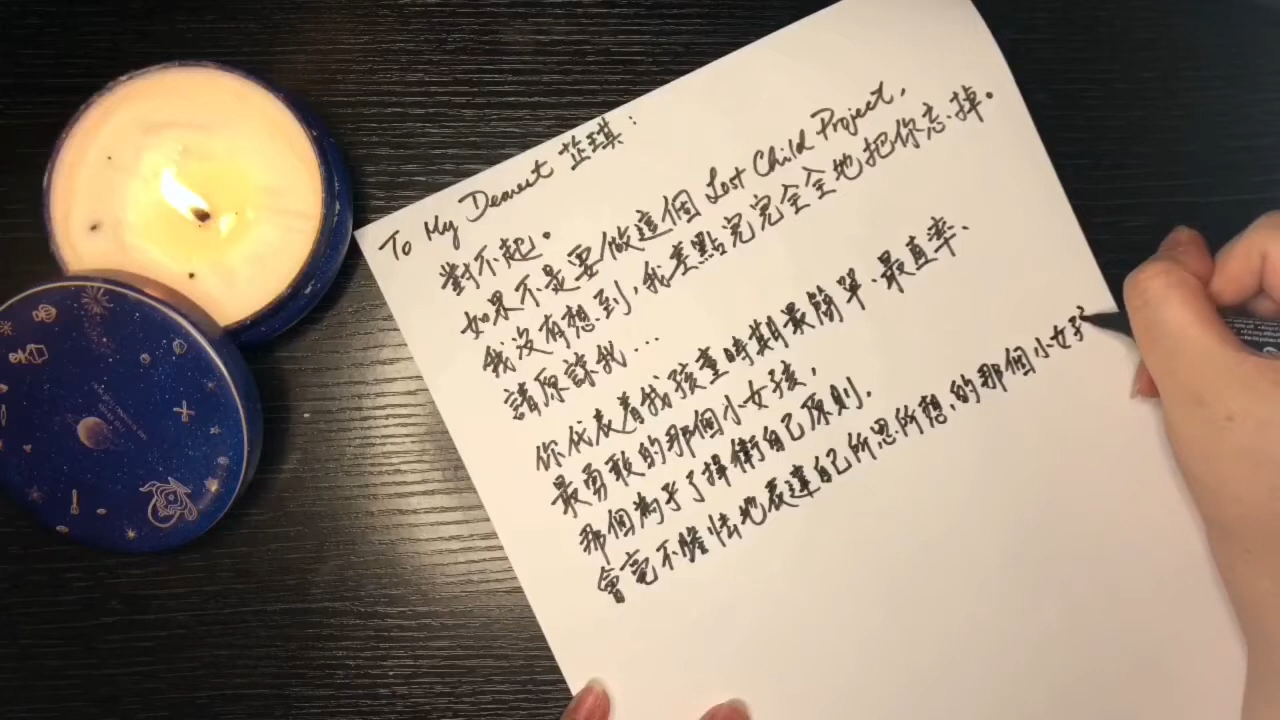 To My Dearest 芷琪：
對不起。
如果不是要做這個 Lost Child Project,
我沒有想到，我差點完完全全地把你忘掉。
請原諒我…
你代表着我孩童時期最簡單、最直率、
最勇敢的那個小女孩，
那個為了捍衛自己原則，
會毫不膽怯地表達自己所思所想，的那個小女孩